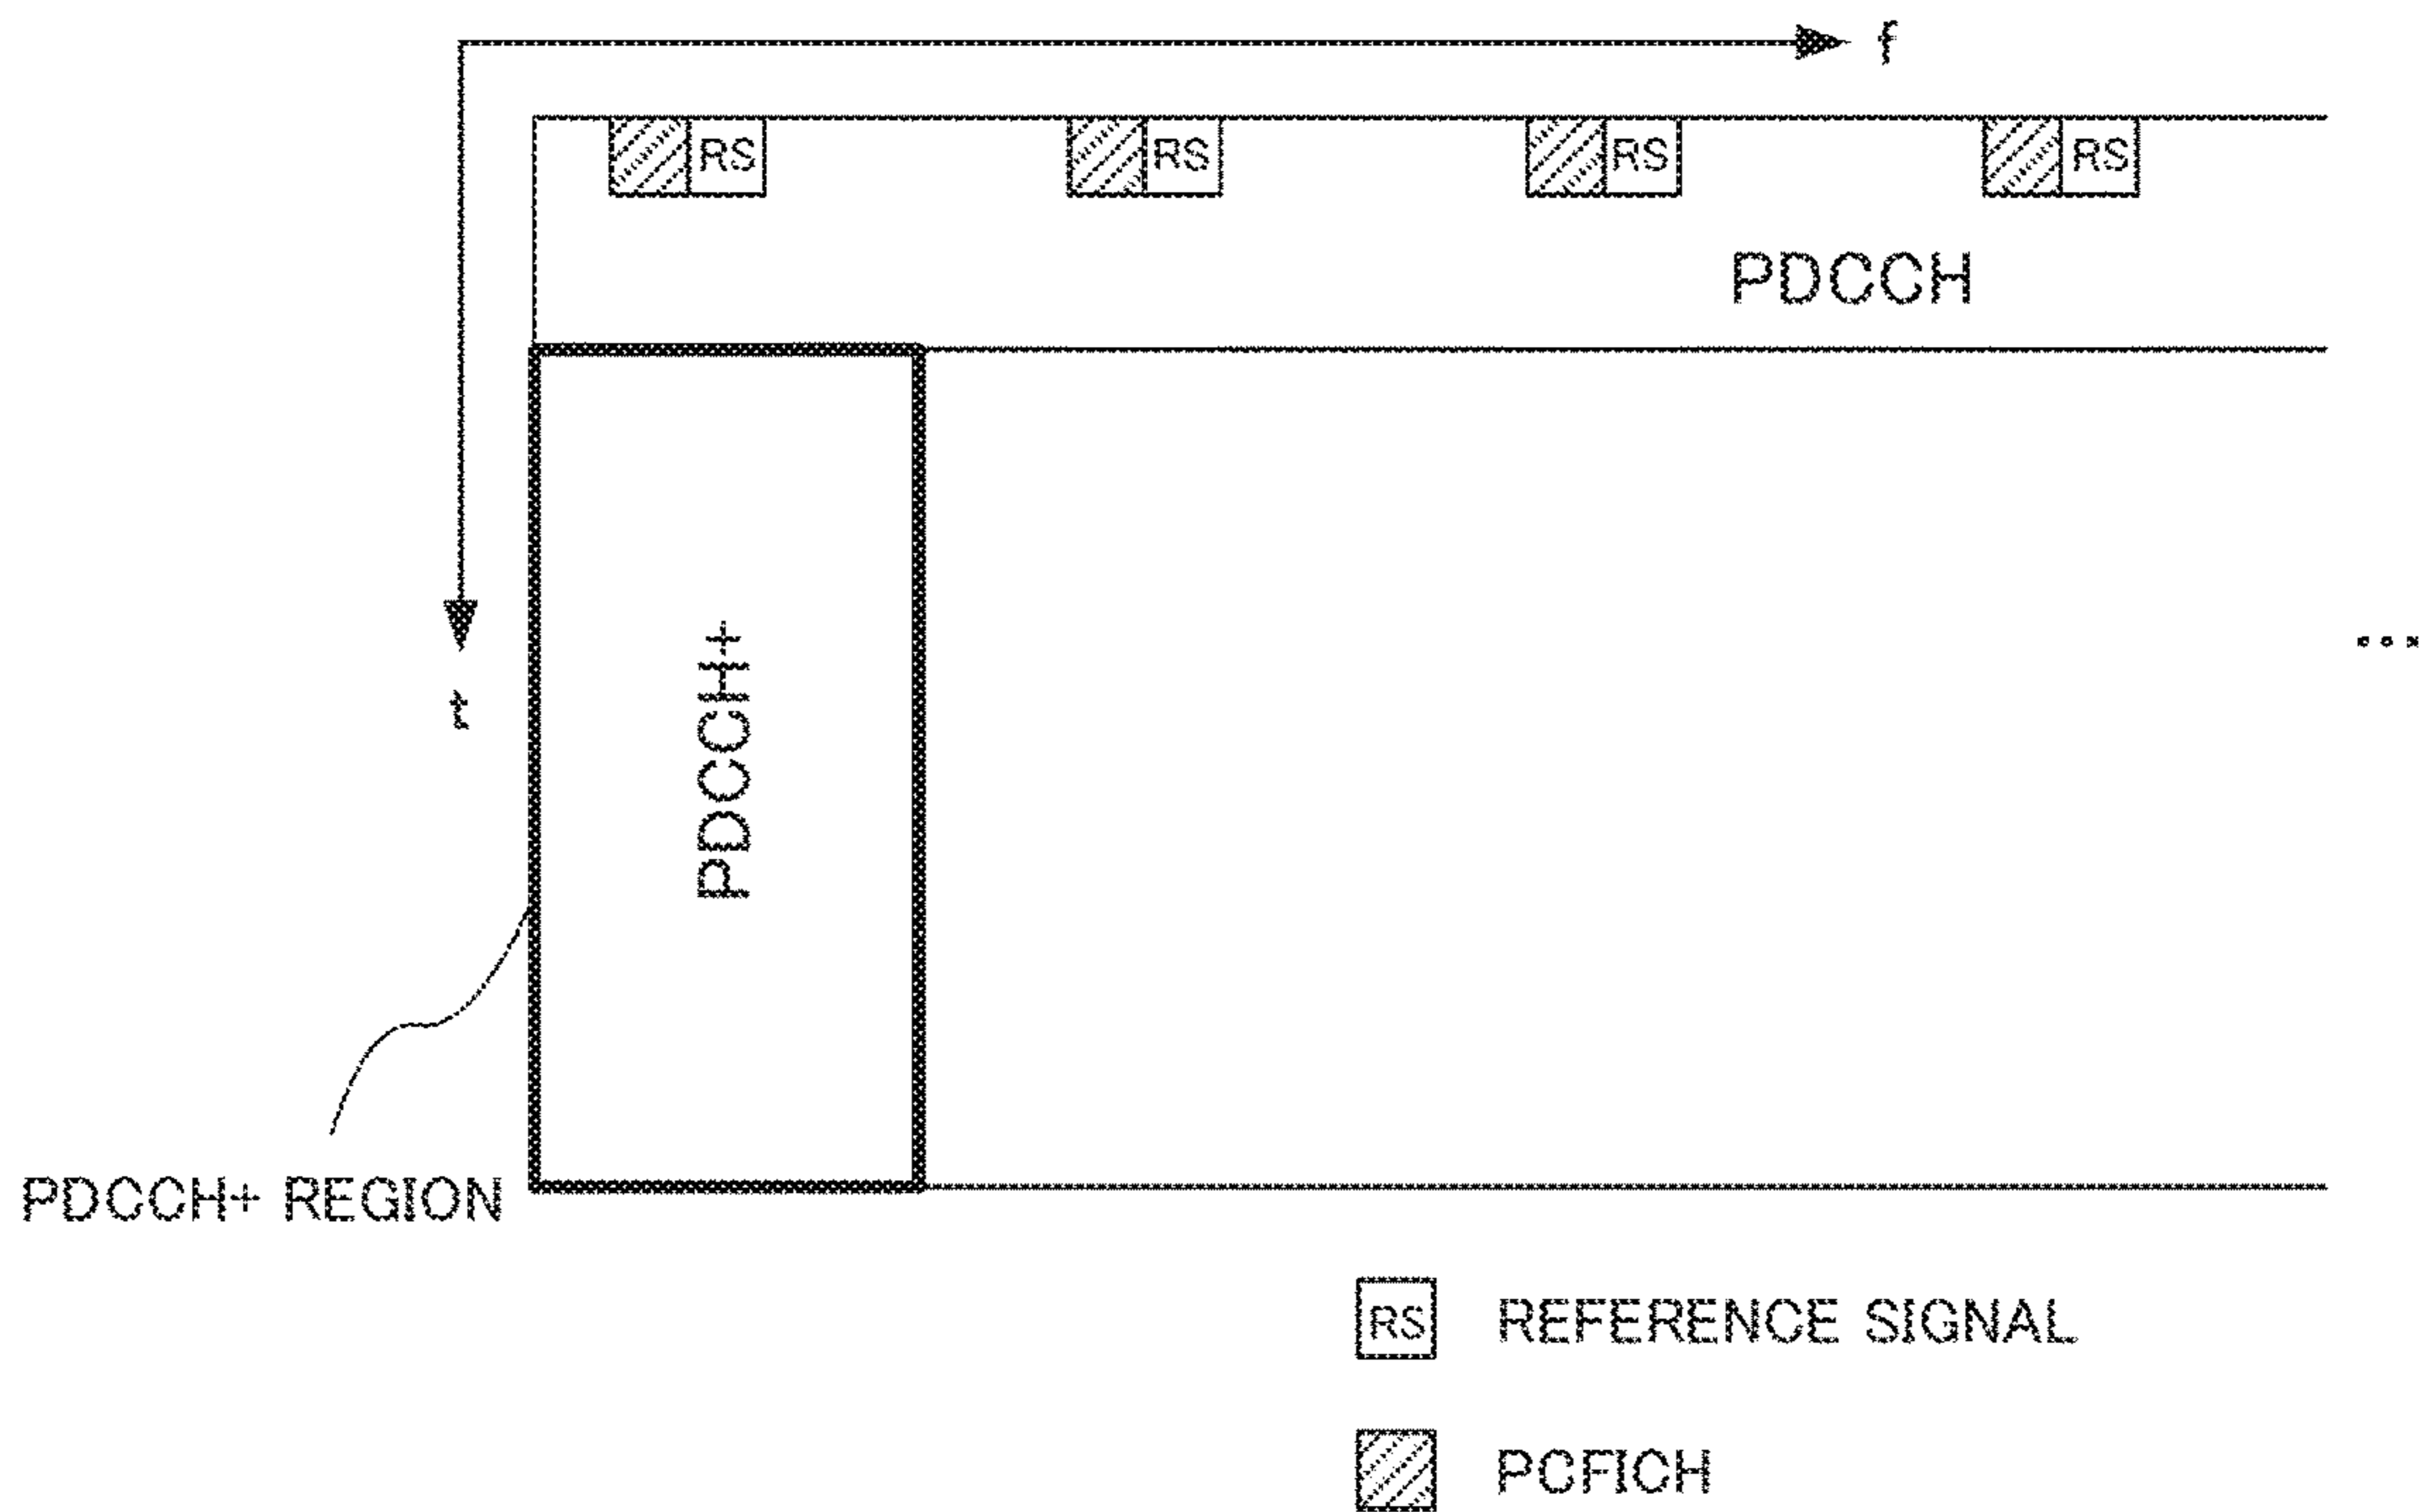 f
RS RS RS RS
PDCCH
PDCCH+
...
t
PDCCH+ REGION
RS REFERENCE SIGNAL
PCFICH